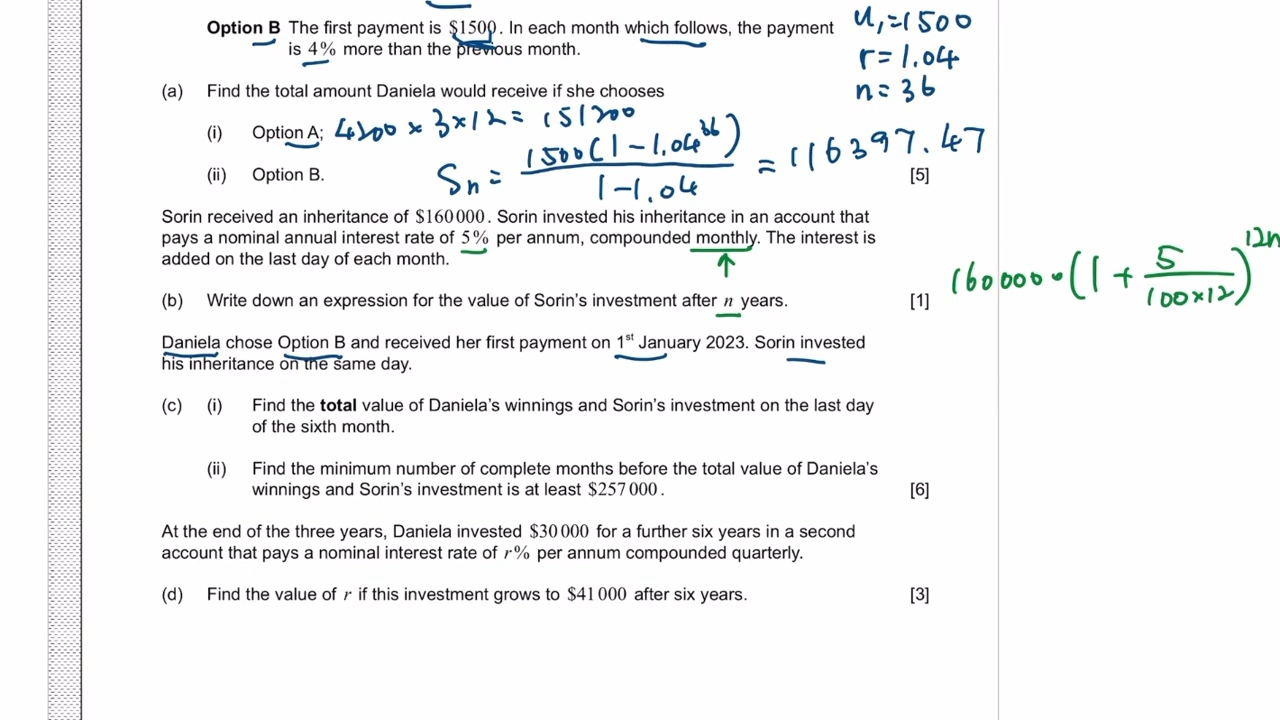 Option B The first payment is $1500. In each month which follows, the payment
is 4% more than the previous month.
u₁=1500
r=1.04
n=36
(a) Find the total amount Daniela would receive if she chooses
(i) Option A; 4200×3×12=151200
(ii) Option B. Sn = 1500(1-1.04^36)/(1-1.04) = 116397.47 [5]
Sorin received an inheritance of $160000. Sorin invested his inheritance in an account that
pays a nominal annual interest rate of 5% per annum, compounded monthly. The interest is
added on the last day of each month.
160000•(1+5/(100×12))^12n
(b) Write down an expression for the value of Sorin's investment after n years. [1]
Daniela chose Option B and received her first payment on 1st January 2023. Sorin invested
his inheritance on the same day.
(c) (i) Find the total value of Daniela's winnings and Sorin's investment on the last day
of the sixth month.
(ii) Find the minimum number of complete months before the total value of Daniela's
winnings and Sorin's investment is at least $257000. [6]
At the end of the three years, Daniela invested $30000 for a further six years in a second
account that pays a nominal interest rate of r% per annum compounded quarterly.
(d) Find the value of r if this investment grows to $41000 after six years. [3]